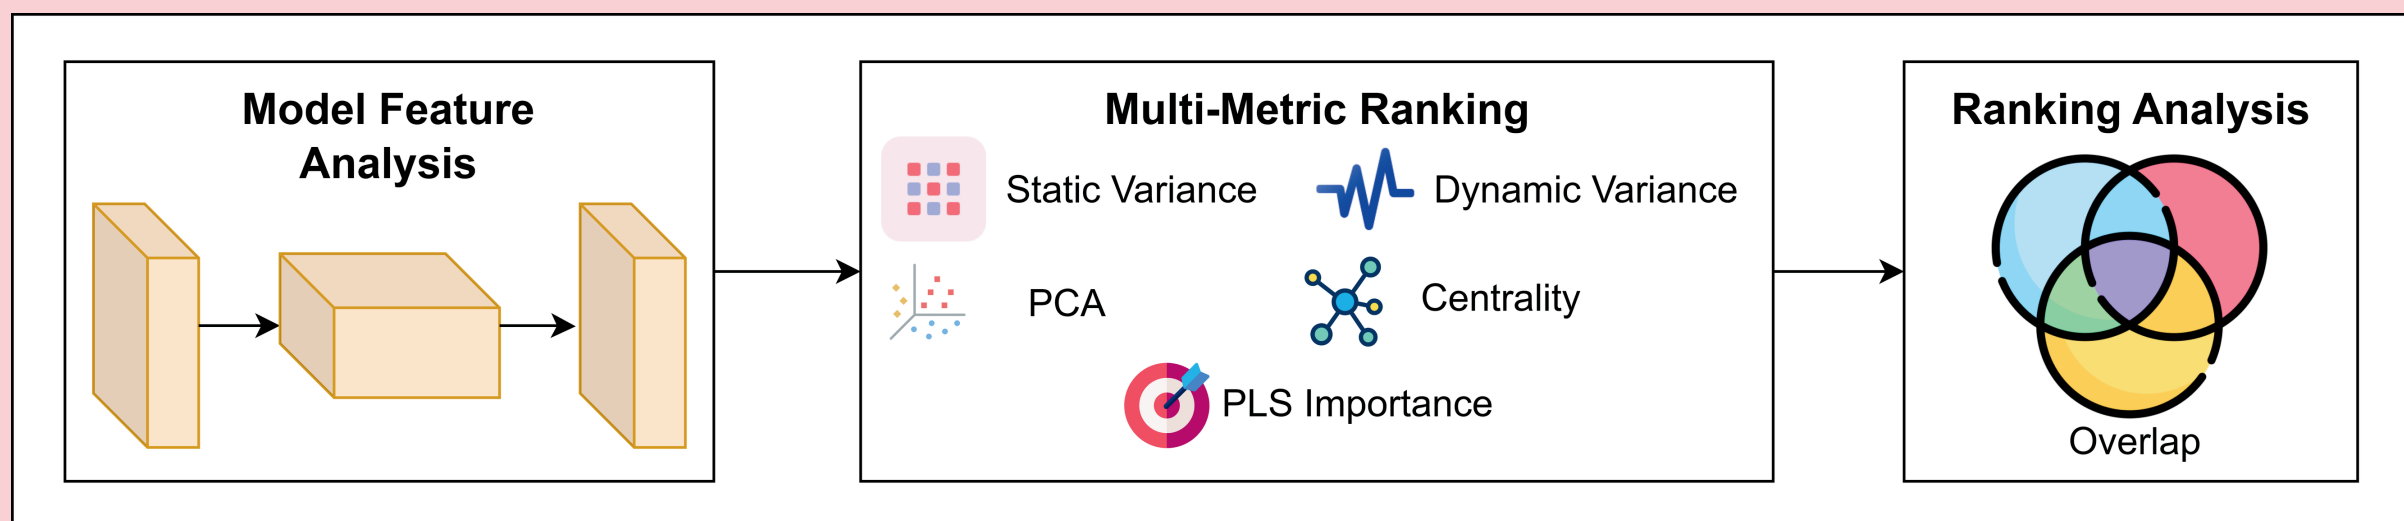 Model Feature
Analysis
Multi-Metric Ranking
Static Variance
Dynamic Variance
PCA
Centrality
PLS Importance
Ranking Analysis
Overlap